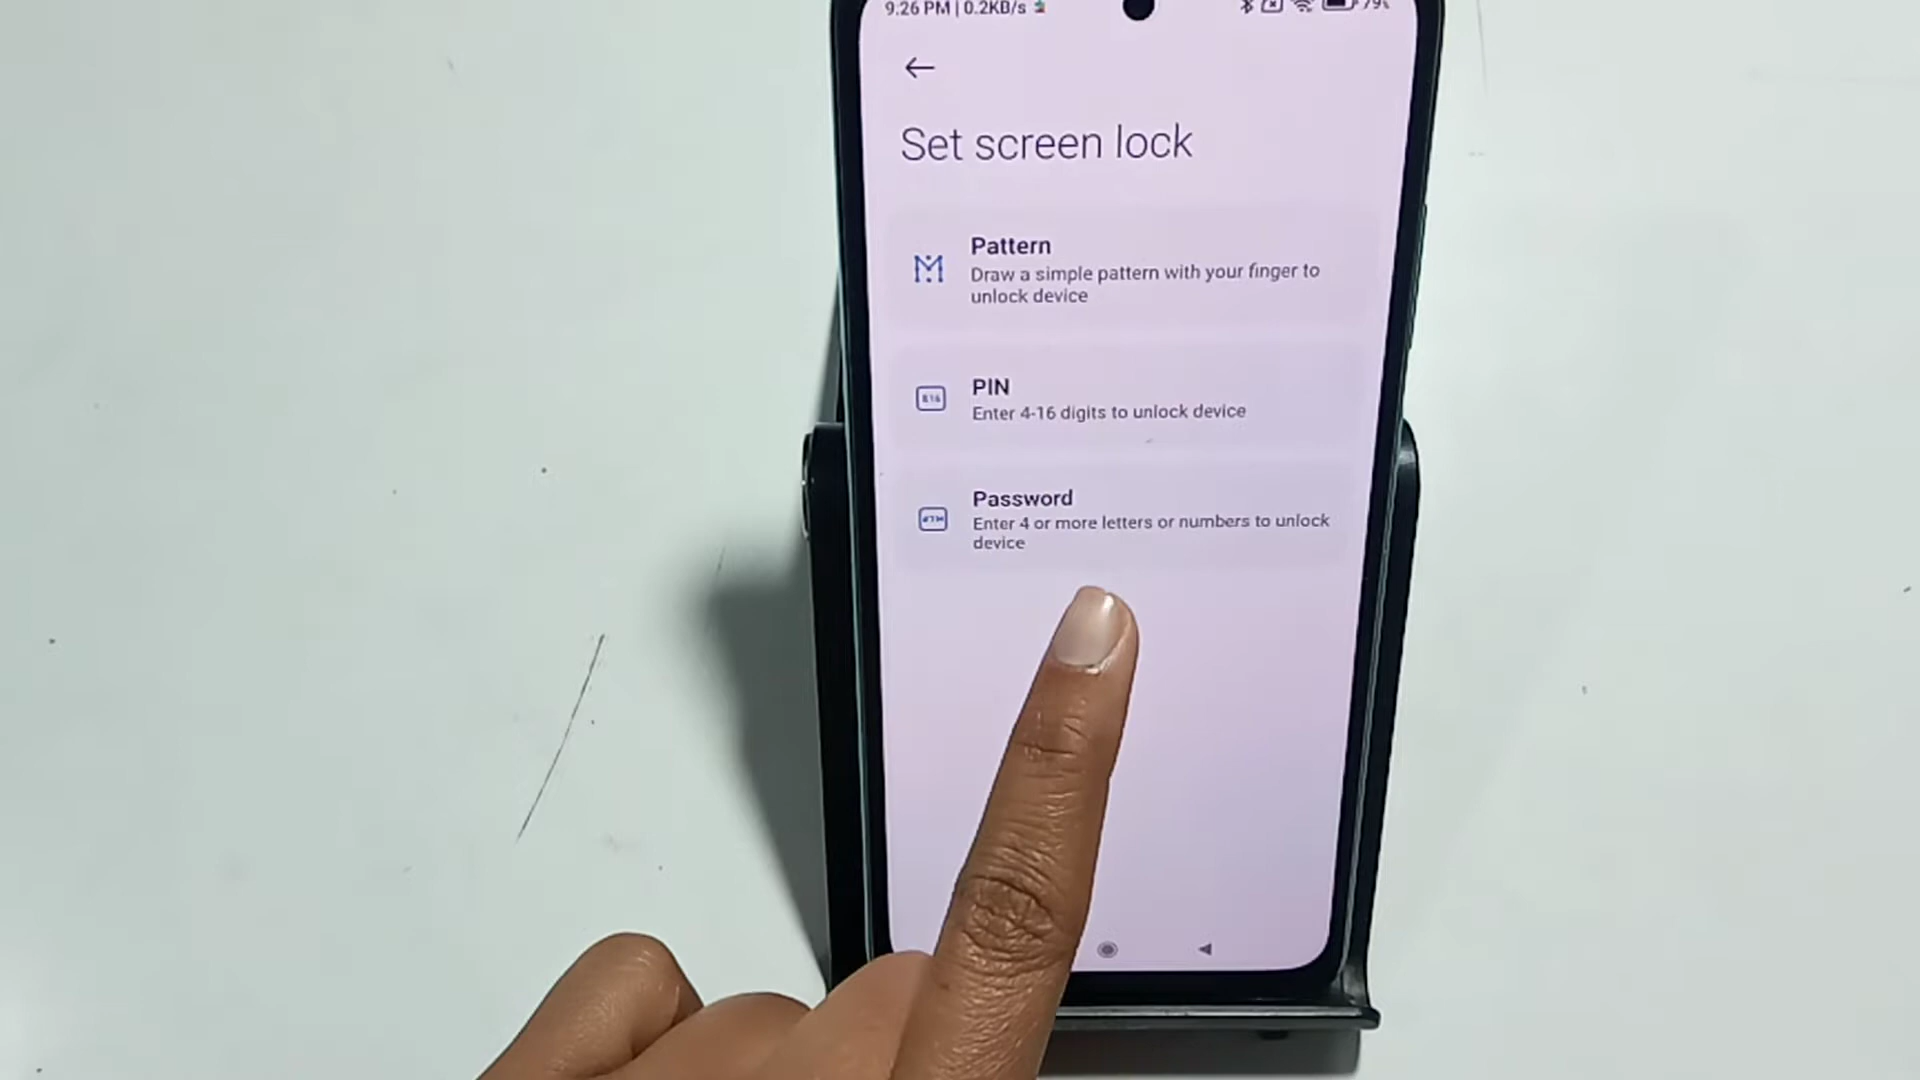 9:26 PM | 0.2KB/s
79%
Set screen lock
Pattern
Draw a simple pattern with your finger to
unlock device
PIN
Enter 4-16 digits to unlock device
Password
Enter 4 or more letters or numbers to unlock
device